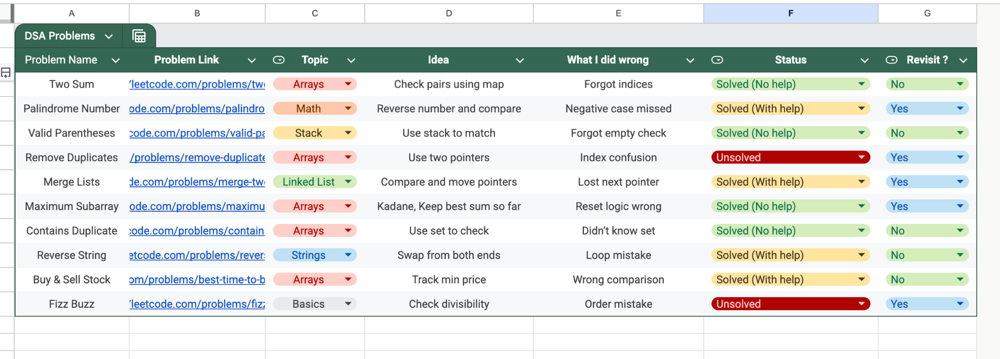 A B C D E F G
DSA Problems
Problem Name Problem Link Topic Idea What I did wrong Status Revisit ?
Two Sum /leetcode.com/problems/tw Arrays Check pairs using map Forgot indices Solved (No help) No
Palindrome Number ode.com/problems/palindro Math Reverse number and compare Negative case missed Solved (With help) Yes
Valid Parentheses code.com/problems/valid-pa Stack Use stack to match Forgot empty check Solved (No help) No
Remove Duplicates /problems/remove-duplicate Arrays Use two pointers Index confusion Unsolved Yes
Merge Lists de.com/problems/merge-tw Linked List Compare and move pointers Lost next pointer Solved (With help) Yes
Maximum Subarray ode.com/problems/maximu Arrays Kadane, Keep best sum so far Reset logic wrong Solved (No help) Yes
Contains Duplicate code.com/problems/contain Arrays Use set to check Didn’t know set Solved (No help) No
Reverse String etcode.com/problems/rever Strings Swap from both ends Loop mistake Solved (With help) No
Buy & Sell Stock om/problems/best-time-to-b Arrays Track min price Wrong comparison Solved (With help) No
Fizz Buzz /leetcode.com/problems/fiz Basics Check divisibility Order mistake Unsolved Yes